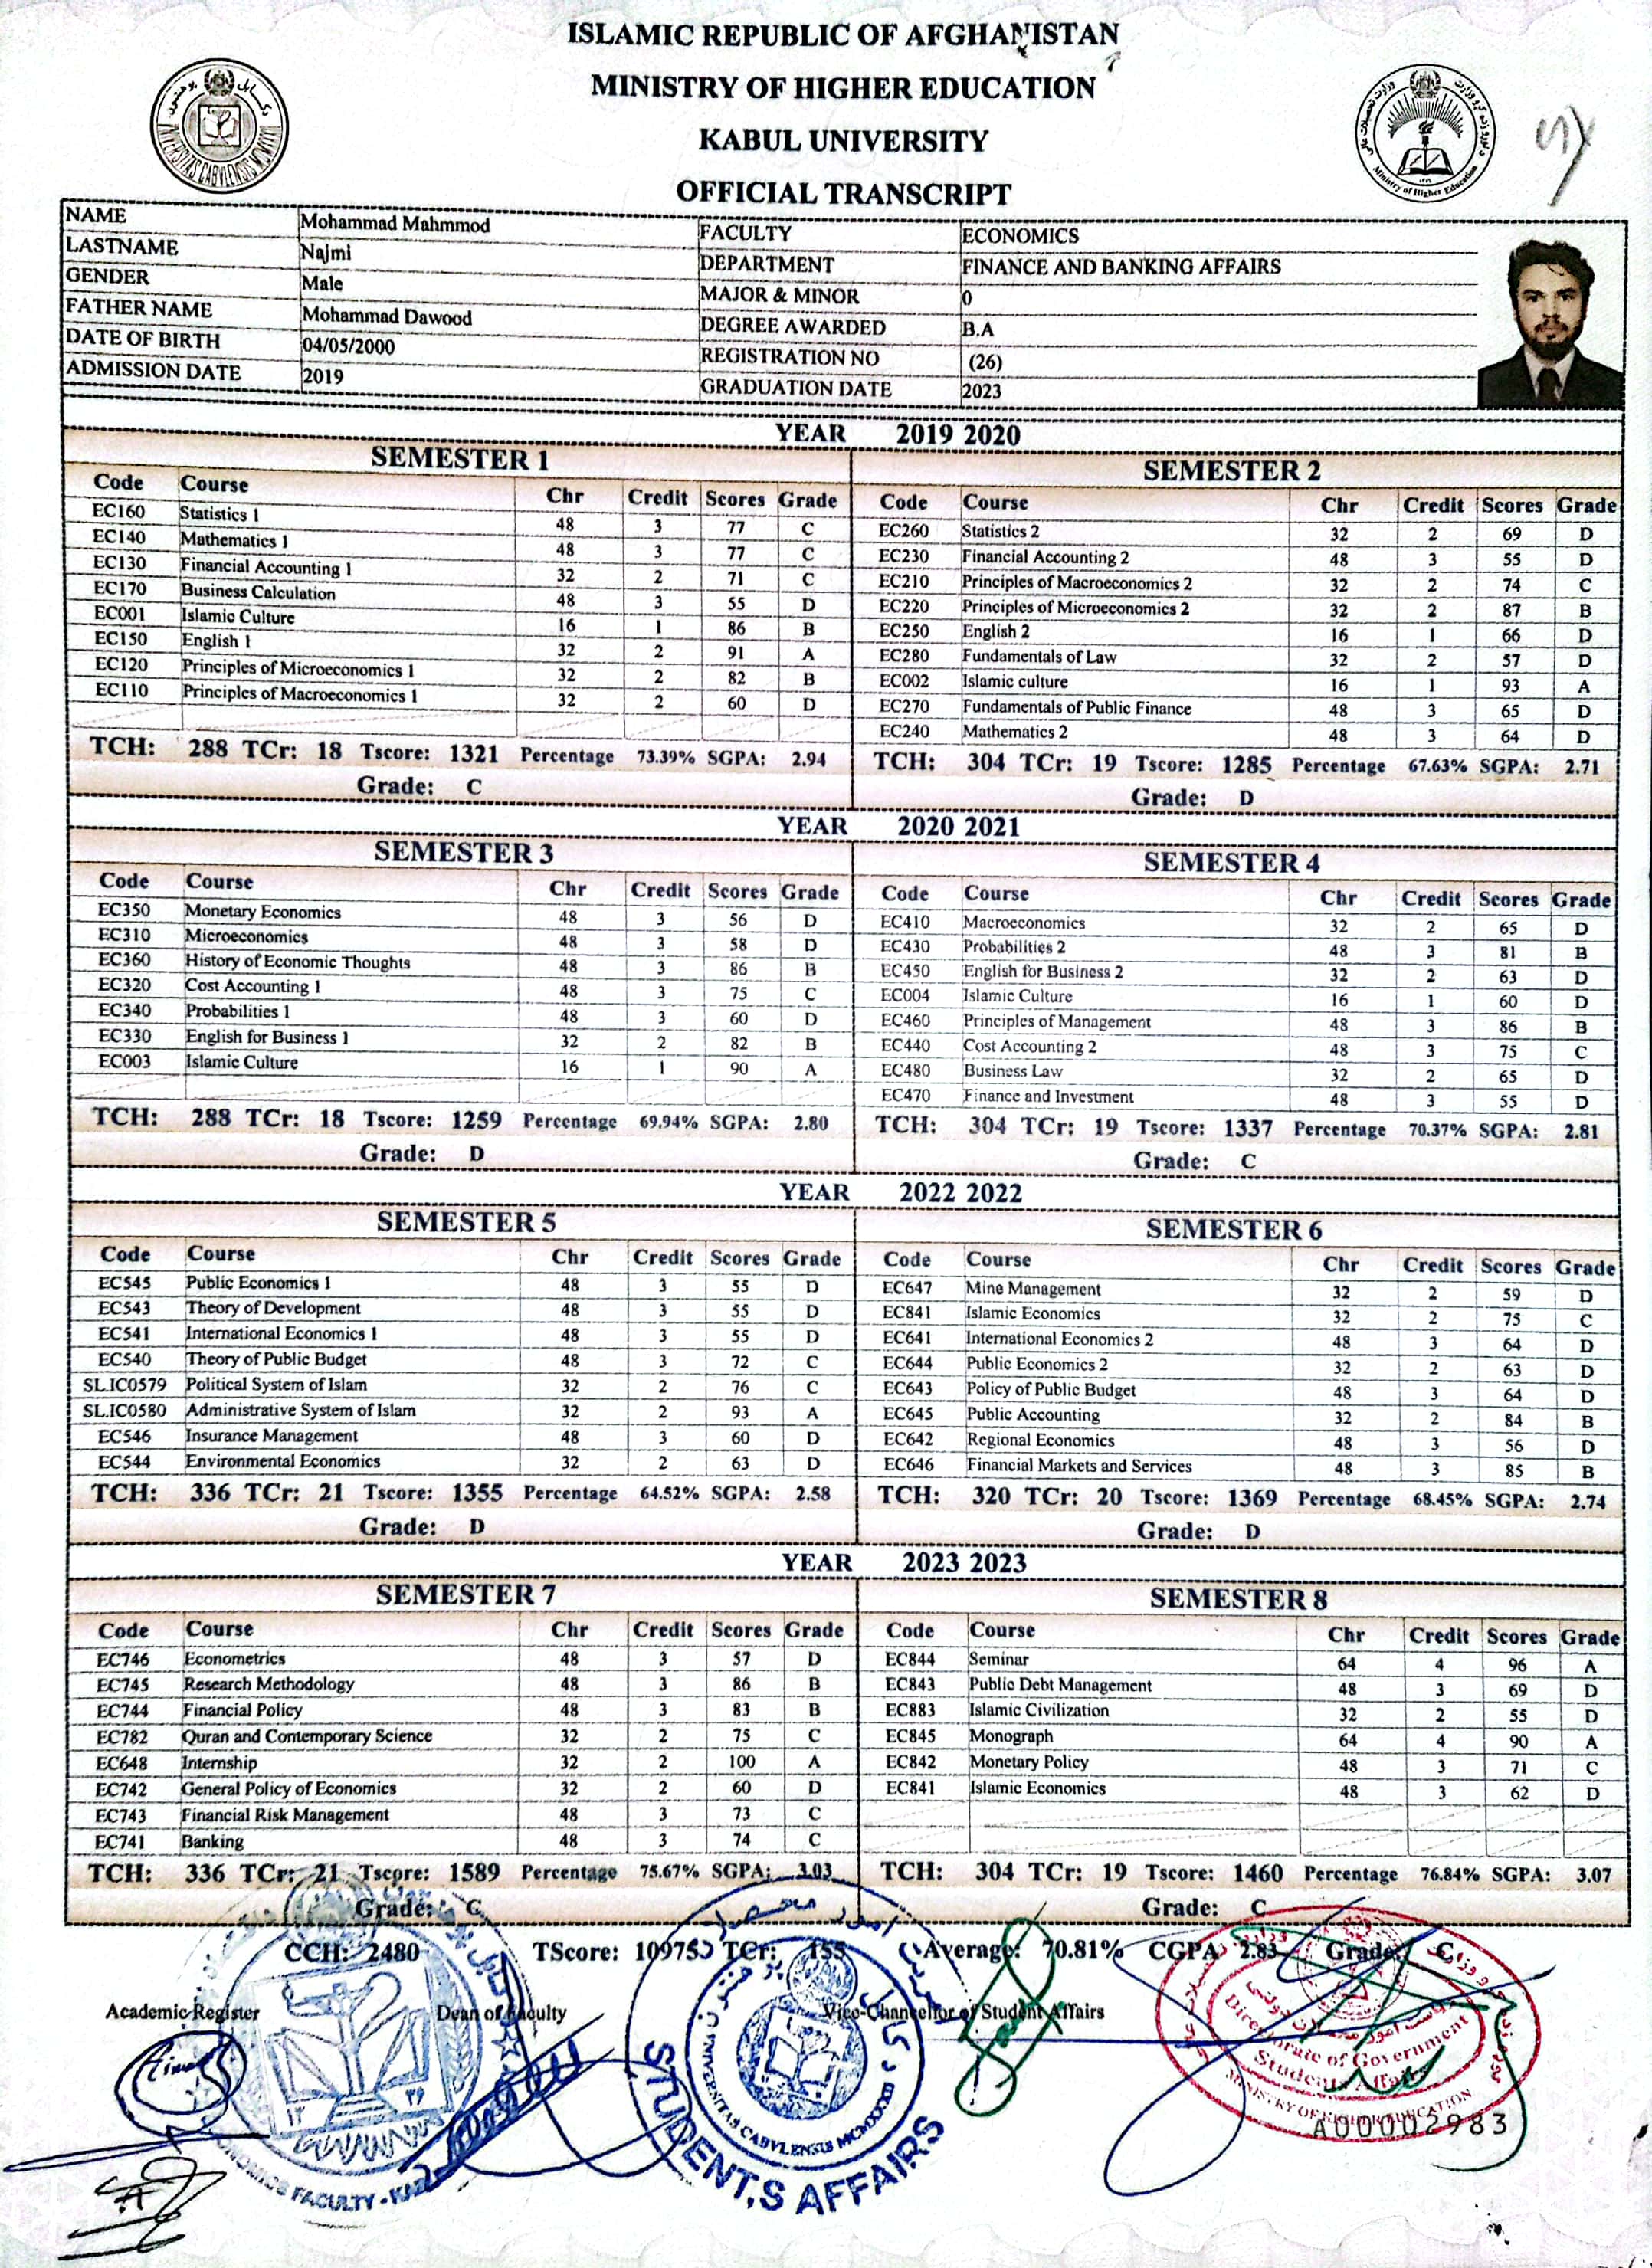 ISLAMIC REPUBLIC OF AFGHANISTAN
MINISTRY OF HIGHER EDUCATION
KABUL UNIVERSITY
OFFICIAL TRANSCRIPT
Ministry of Higher Education
NAME Mohammad Mahmmod FACULTY ECONOMICS
LASTNAME Najmi DEPARTMENT FINANCE AND BANKING AFFAIRS
GENDER Male MAJOR & MINOR 0
FATHER NAME Mohammad Dawood DEGREE AWARDED B.A
DATE OF BIRTH 04/05/2000 REGISTRATION NO (26)
ADMISSION DATE 2019 GRADUATION DATE 2023
YEAR 2019 2020
SEMESTER 1
Code Course Chr Credit Scores Grade
EC160 Statistics 1 48 3 77 C
EC140 Mathematics 1 48 3 77 C
EC130 Financial Accounting 1 32 2 71 C
EC170 Business Calculation 48 3 55 D
EC001 Islamic Culture 16 1 86 B
EC150 English 1 32 2 91 A
EC120 Principles of Microeconomics 1 32 2 82 B
EC110 Principles of Macroeconomics 1 32 2 60 D
TCH: 288 TCr: 18 Tscore: 1321 Percentage 73.39% SGPA: 2.94
Grade: C
SEMESTER 2
Code Course Chr Credit Scores Grade
EC260 Statistics 2 32 2 69 D
EC230 Financial Accounting 2 48 3 55 D
EC210 Principles of Macroeconomics 2 32 2 74 C
EC220 Principles of Microeconomics 2 32 2 87 B
EC250 English 2 16 1 66 D
EC280 Fundamentals of Law 32 2 57 D
EC002 Islamic culture 16 1 93 A
EC270 Fundamentals of Public Finance 48 3 65 D
EC240 Mathematics 2 48 3 64 D
TCH: 304 TCr: 19 Tscore: 1285 Percentage 67.63% SGPA: 2.71
Grade: D
YEAR 2020 2021
SEMESTER 3
Code Course Chr Credit Scores Grade
EC350 Monetary Economics 48 3 56 D
EC310 Microeconomics 48 3 58 D
EC360 History of Economic Thoughts 48 3 86 B
EC320 Cost Accounting 1 48 3 75 C
EC340 Probabilities 1 48 3 60 D
EC330 English for Business 1 32 2 82 B
EC003 Islamic Culture 16 1 90 A
TCH: 288 TCr: 18 Tscore: 1259 Percentage 69.94% SGPA: 2.80
Grade: D
SEMESTER 4
Code Course Chr Credit Scores Grade
EC410 Macroeconomics 32 2 65 D
EC430 Probabilities 2 48 3 81 B
EC450 English for Business 2 32 2 63 D
EC004 Islamic Culture 16 1 60 D
EC460 Principles of Management 48 3 86 B
EC440 Cost Accounting 2 48 3 75 C
EC480 Business Law 32 2 65 D
EC470 Finance and Investment 48 3 55 D
TCH: 304 TCr: 19 Tscore: 1337 Percentage 70.37% SGPA: 2.81
Grade: C
YEAR 2022 2022
SEMESTER 5
Code Course Chr Credit Scores Grade
EC545 Public Economics 1 48 3 55 D
EC543 Theory of Development 48 3 55 D
EC541 International Economics 1 48 3 55 D
EC540 Theory of Public Budget 48 3 72 C
SL.IC0579 Political System of Islam 32 2 76 C
SL.IC0580 Administrative System of Islam 32 2 93 A
EC546 Insurance Management 48 3 60 D
EC544 Environmental Economics 32 2 63 D
TCH: 336 TCr: 21 Tscore: 1355 Percentage 64.52% SGPA: 2.58
Grade: D
SEMESTER 6
Code Course Chr Credit Scores Grade
EC647 Mine Management 32 2 59 D
EC841 Islamic Economics 32 2 75 C
EC641 International Economics 2 48 3 64 D
EC644 Public Economics 2 32 2 63 D
EC643 Policy of Public Budget 48 3 64 D
EC645 Public Accounting 32 2 84 B
EC642 Regional Economics 48 3 56 D
EC646 Financial Markets and Services 48 3 85 B
TCH: 320 TCr: 20 Tscore: 1369 Percentage 68.45% SGPA: 2.74
Grade: D
YEAR 2023 2023
SEMESTER 7
Code Course Chr Credit Scores Grade
EC746 Econometrics 48 3 57 D
EC745 Research Methodology 48 3 86 B
EC744 Financial Policy 48 3 83 B
EC782 Quran and Contemporary Science 32 2 75 C
EC648 Internship 32 2 100 A
EC742 General Policy of Economics 32 2 60 D
EC743 Financial Risk Management 48 3 73 C
EC741 Banking 48 3 74 C
TCH: 336 TCr: 21 Tscore: 1589 Percentage 75.67% SGPA: 3.03
Grade: C
SEMESTER 8
Code Course Chr Credit Scores Grade
EC844 Seminar 64 4 96 A
EC843 Public Debt Management 48 3 69 D
EC883 Islamic Civilization 32 2 55 D
EC845 Monograph 64 4 90 A
EC842 Monetary Policy 48 3 71 C
EC841 Islamic Economics 48 3 62 D
TCH: 304 TCr: 19 Tscore: 1460 Percentage 76.84% SGPA: 3.07
Grade: C
CCH: 2480 TScore: 10975 TCr: 155 Average: 70.81% CGPA 2.83 Grade: C
Academic Register Dean of Faculty Vice-Chancellor of Student Affairs
UNIVERSITAS CABVLENSIS MCMXXXII
STUDENT,S AFFAIRS
Directorate of Government
Students Affairs
MINISTRY OF HIGHER EDUCATION
A00002983